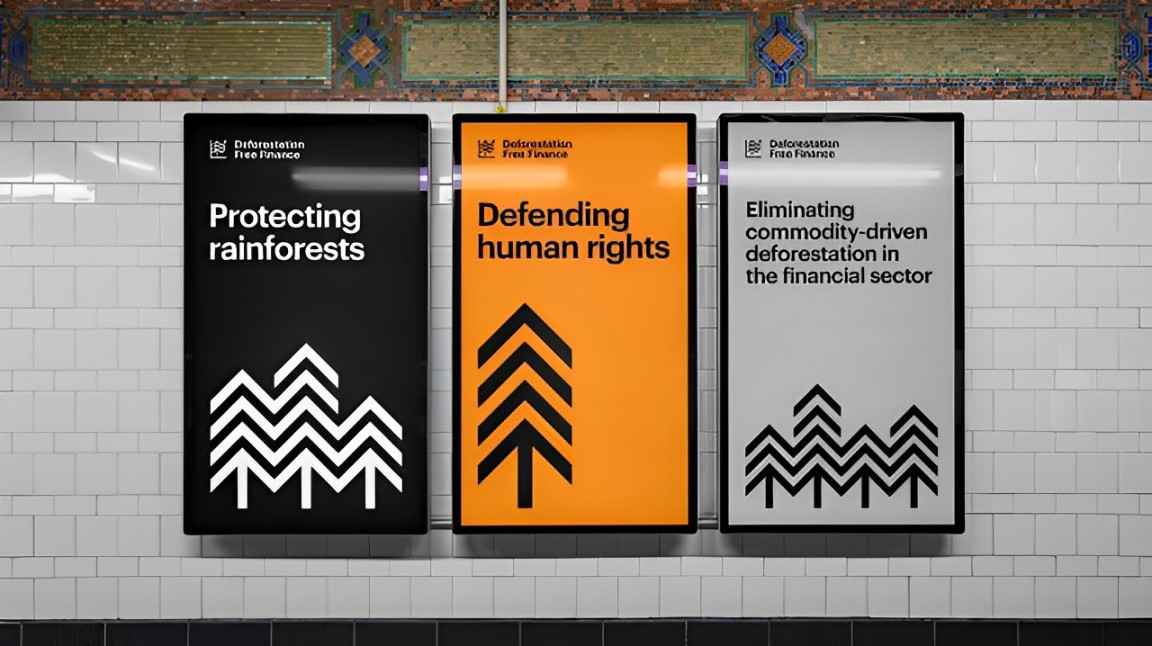 Deforestation
Free Finance
Protecting
rainforests
Deforestation
Free Finance
Defending
human rights
Deforestation
Free Finance
Eliminating
commodity-driven
deforestation in
the financial sector